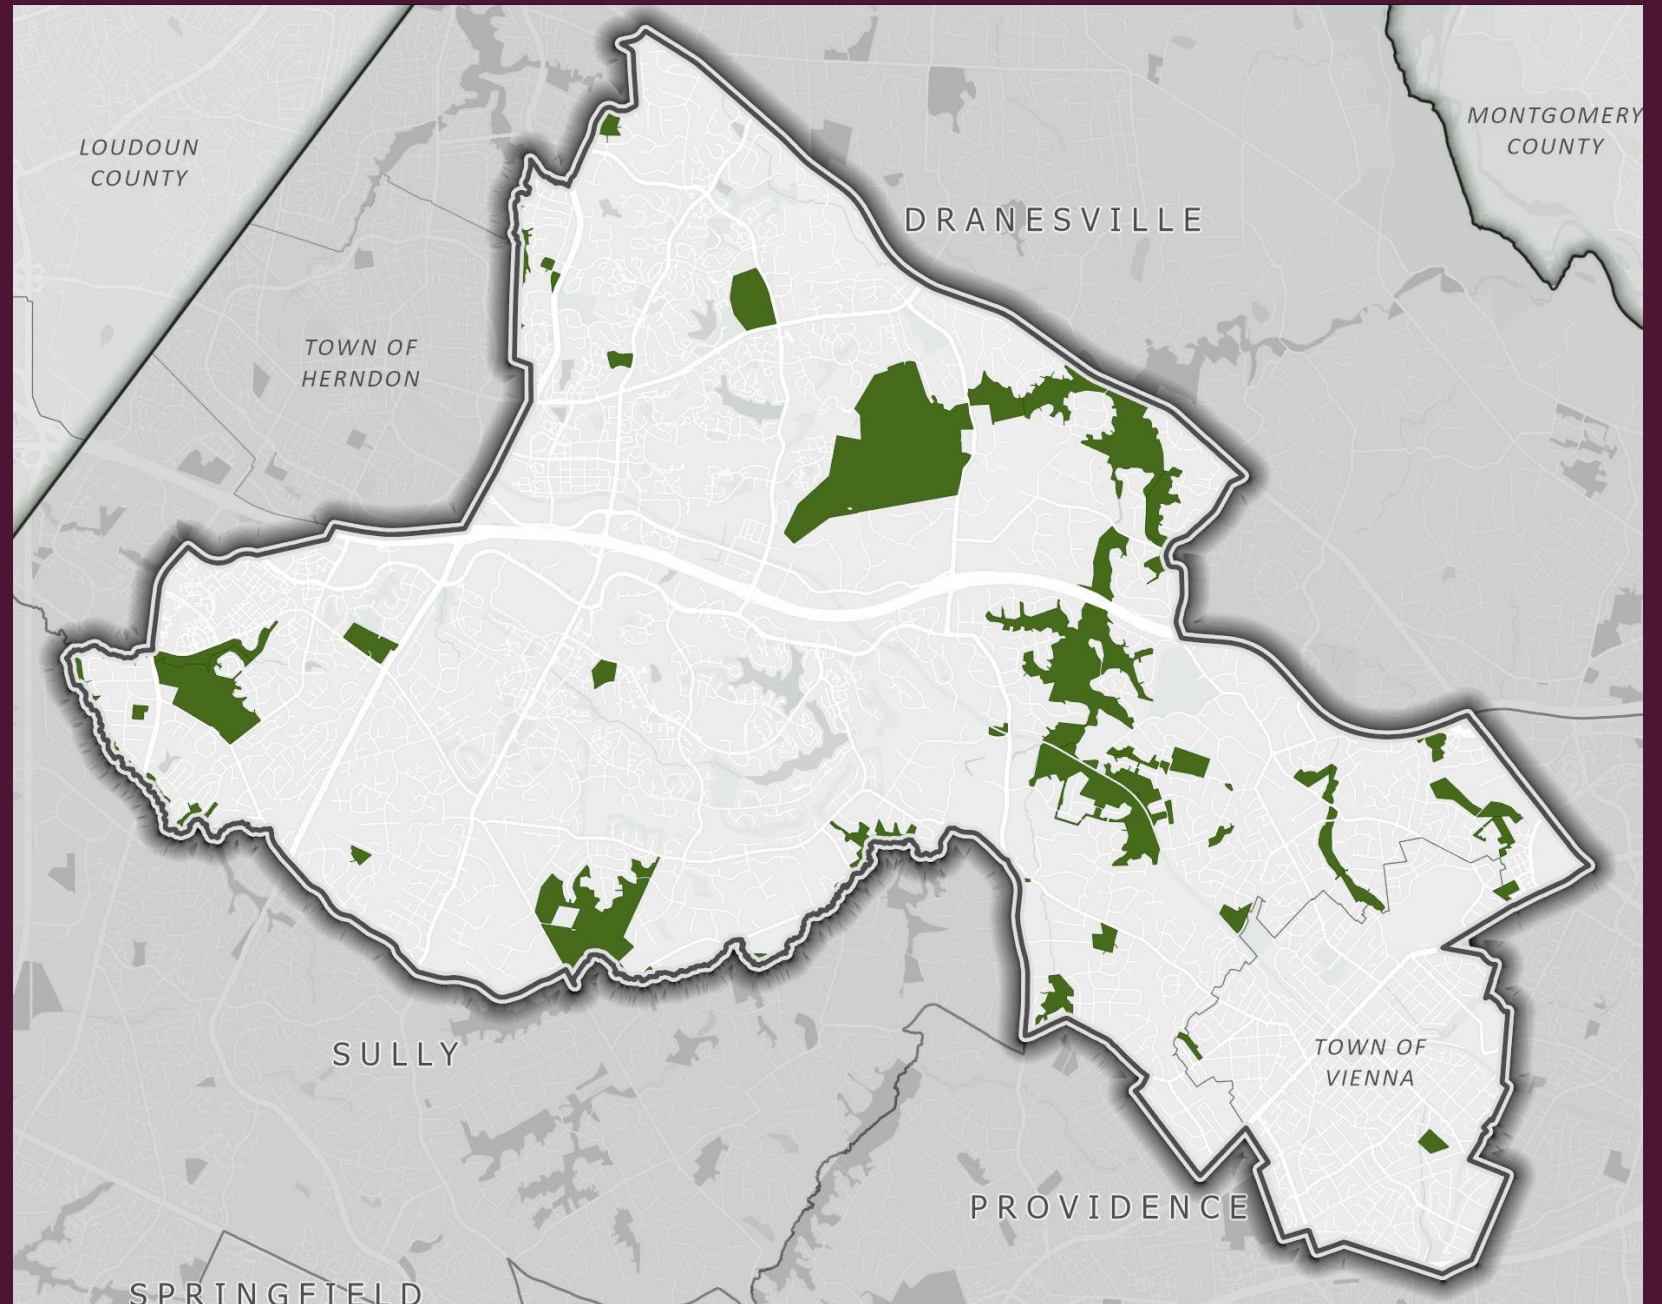 MONTGOMERY
COUNTY
LOUDOUN
COUNTY
DRANESVILLE
TOWN OF
HERNDON
SULLY
TOWN OF
VIENNA
PROVIDENCE
SPRINGFIELD